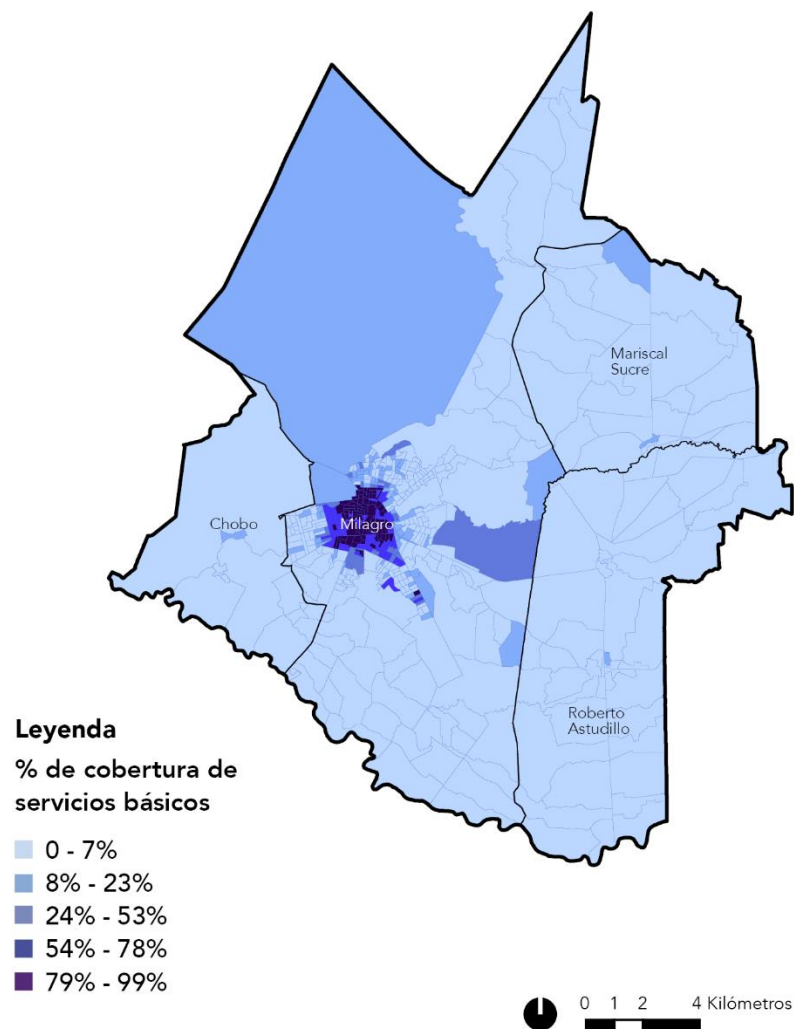 Mariscal
Sucre
Chobo
Milagro
Roberto
Astudillo
Leyenda
% de cobertura de
servicios básicos
0 - 7%
8% - 23%
24% - 53%
54% - 78%
79% - 99%
0 1 2 4 Kilómetros